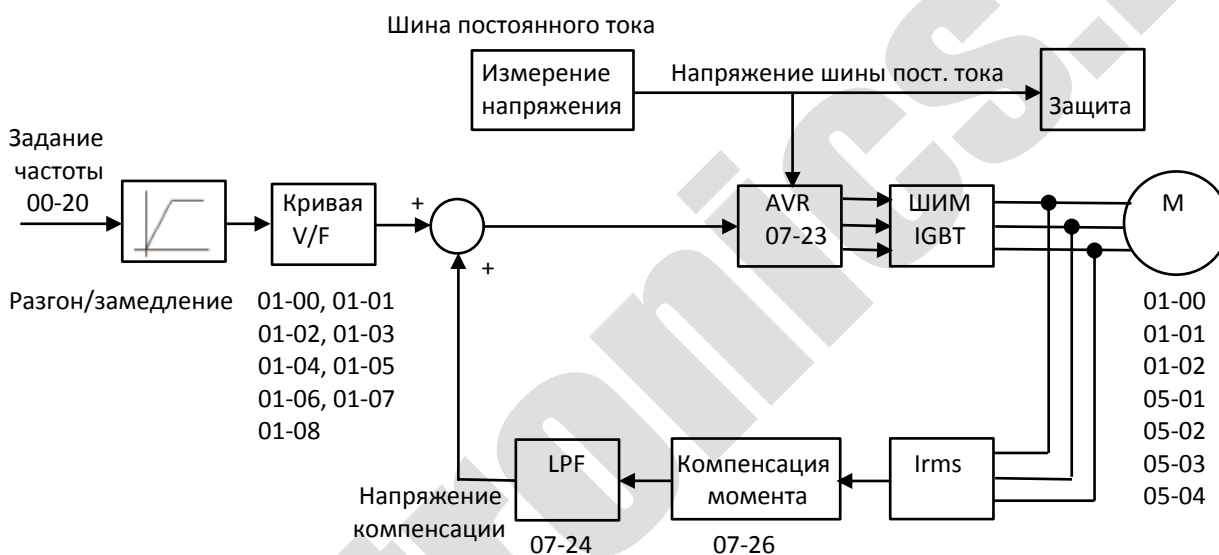 Шина постоянного тока
Измерение
напряжения
Напряжение шины пост. тока
Защита
Задание
частоты
00-20
Кривая
V/F
+
+
AVR
07-23
ШИМ
IGBT
M
Разгон/замедление
01-00, 01-01
01-02, 01-03
01-04, 01-05
01-06, 01-07
01-08
01-00
01-01
01-02
05-01
05-02
05-03
05-04
LPF
Компенсация
момента
Irms
Напряжение
компенсации
07-24
07-26
tronics.